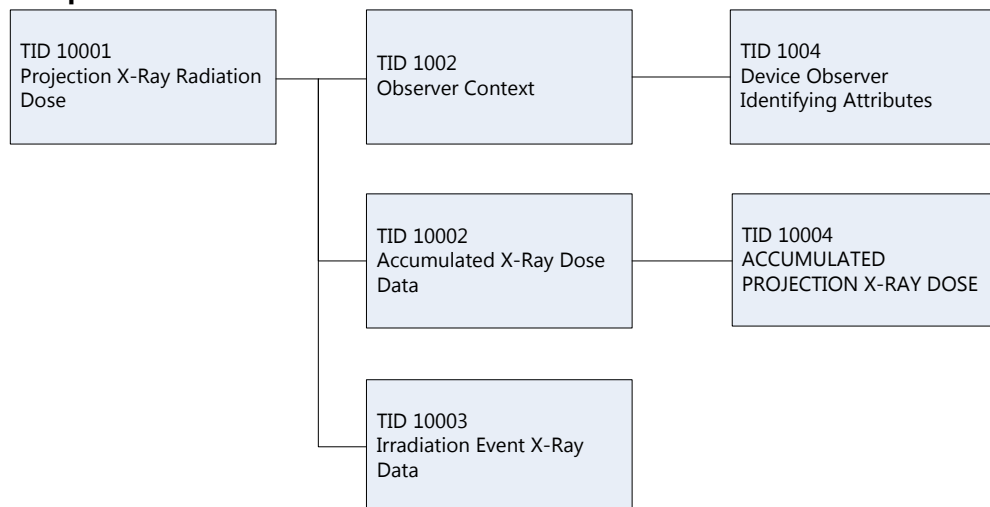 TID 10001
Projection X-Ray Radiation
Dose
TID 1002
Observer Context
TID 1004
Device Observer
Identifying Attributes
TID 10002
Accumulated X-Ray Dose
Data
TID 10004
ACCUMULATED
PROJECTION X-RAY DOSE
TID 10003
Irradiation Event X-Ray
Data